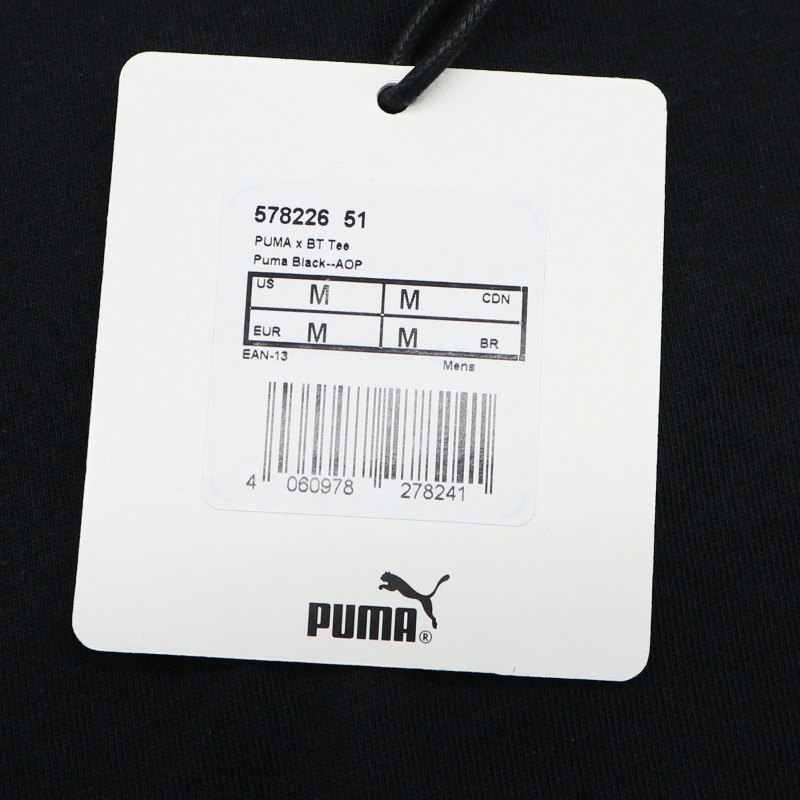 578226 51
PUMA x BT Tee
Puma Black--AOP
US M M CDN
EUR M M BR
EAN-13 Mens
4 060978 278241
PUMA®